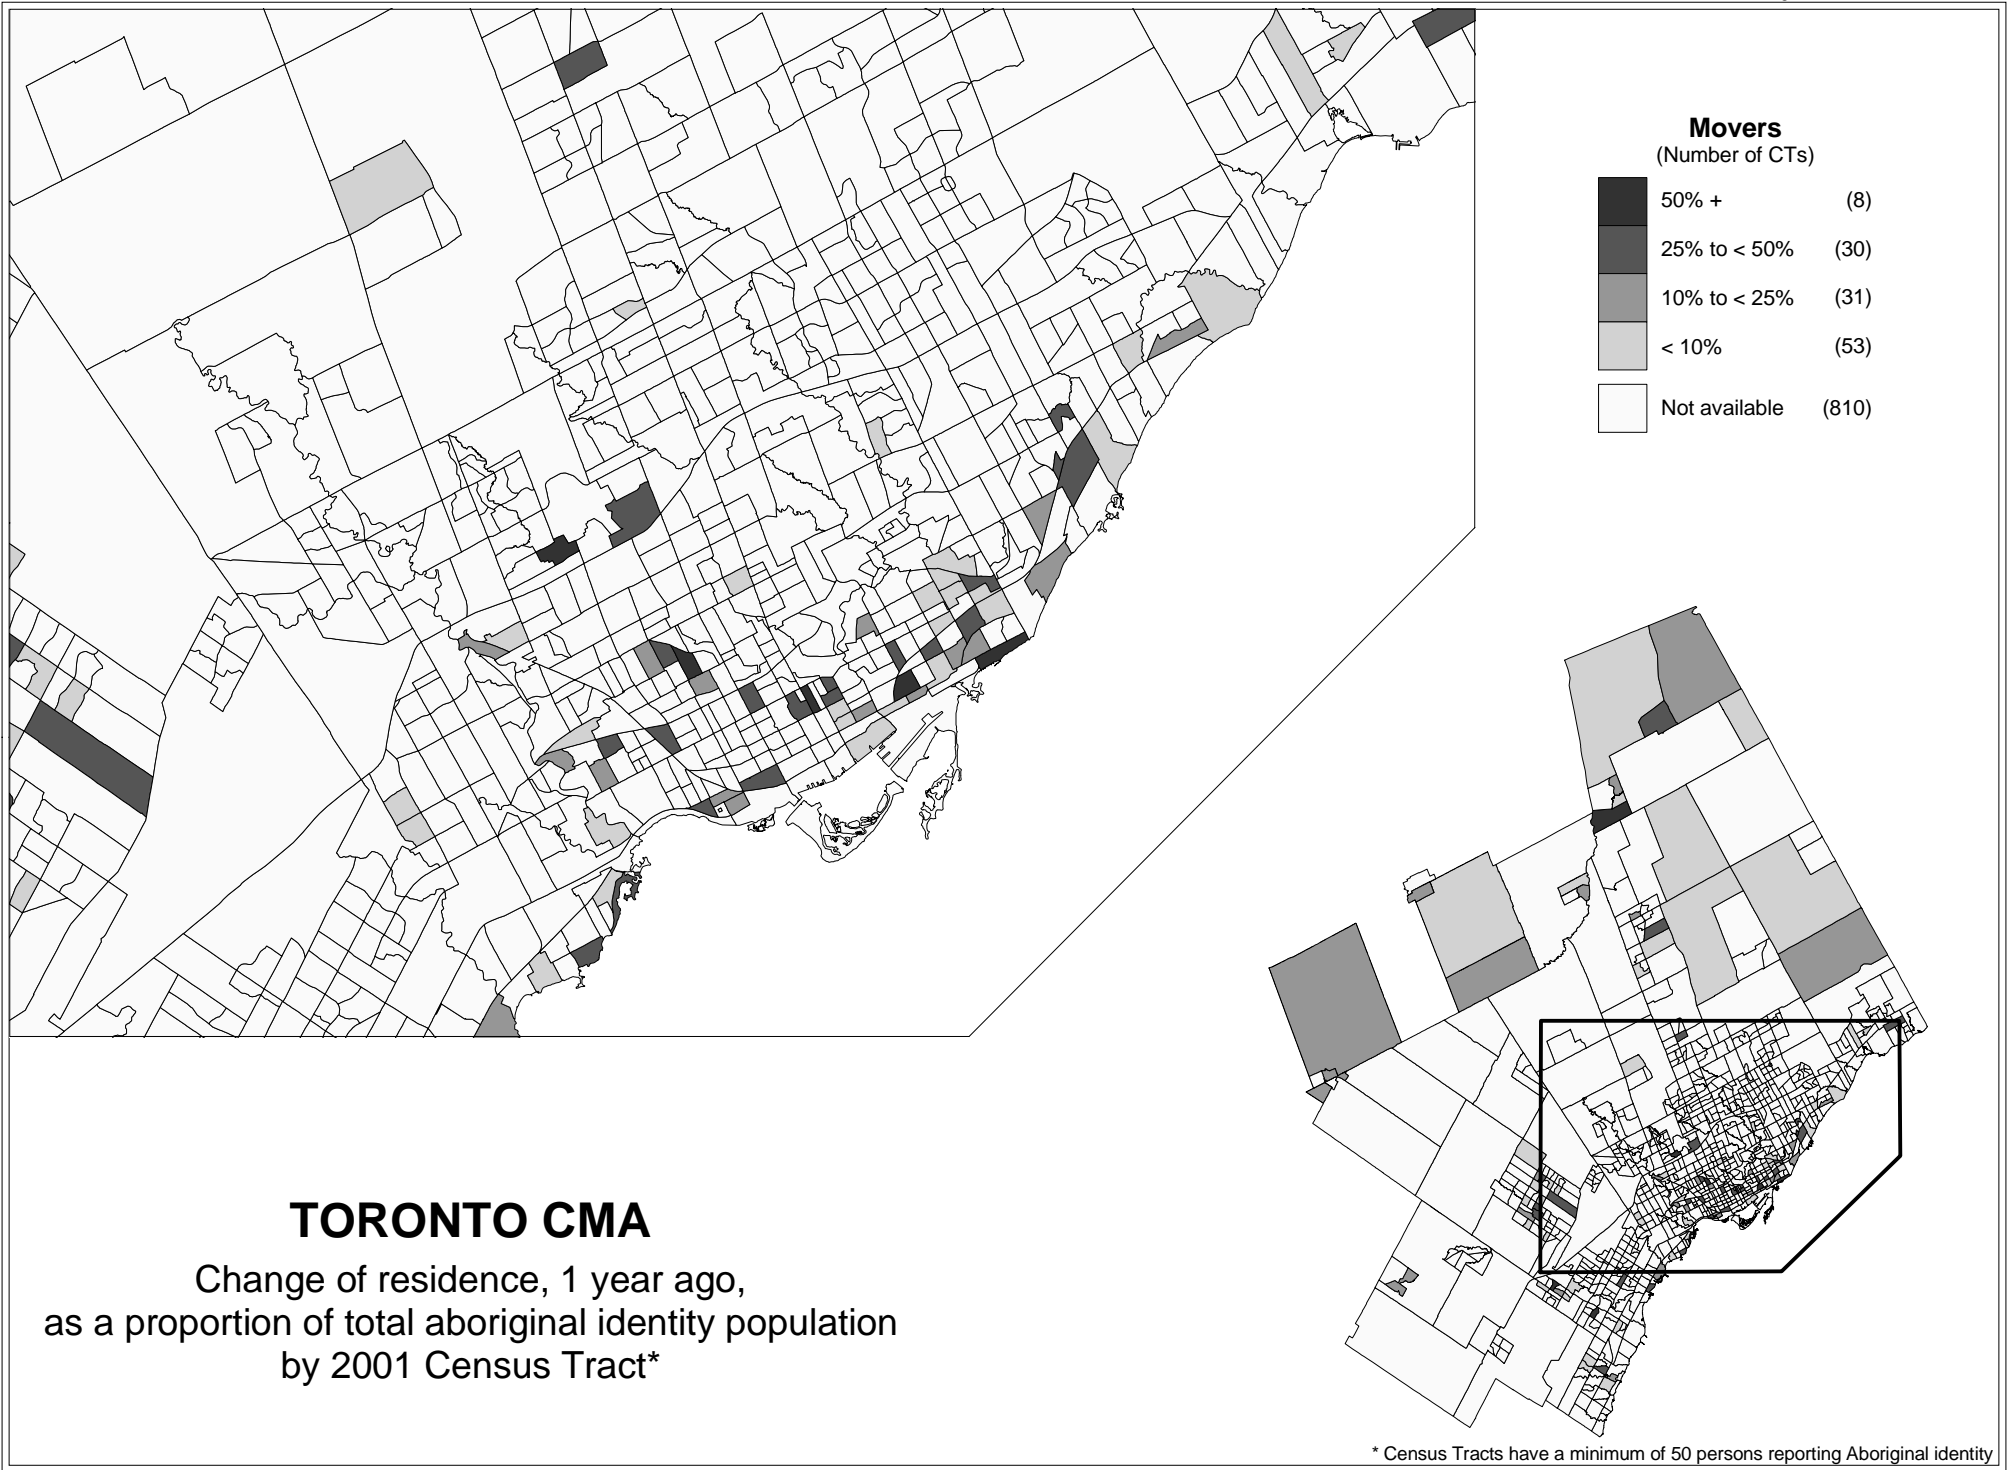 Movers
(Number of CTs)
50% + (8)
25% to < 50% (30)
10% to < 25% (31)
< 10% (53)
Not available (810)
TORONTO CMA
Change of residence, 1 year ago,
as a proportion of total aboriginal identity population
by 2001 Census Tract*
* Census Tracts have a minimum of 50 persons reporting Aboriginal identity